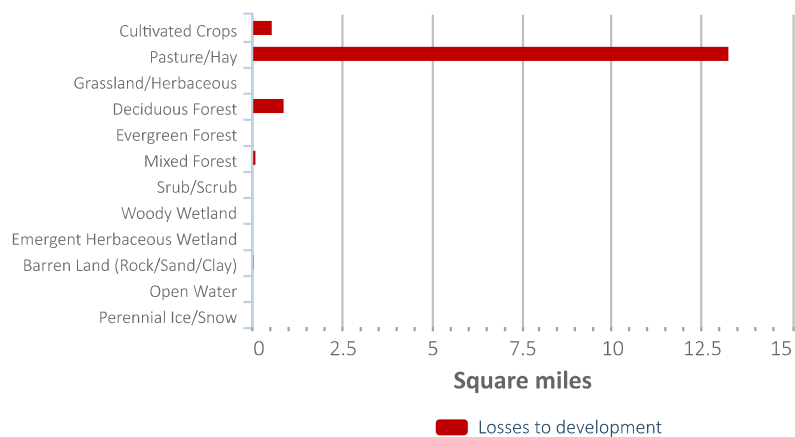 Cultivated Crops
Pasture/Hay
Grassland/Herbaceous
Deciduous Forest
Evergreen Forest
Mixed Forest
Srub/Scrub
Woody Wetland
Emergent Herbaceous Wetland
Barren Land (Rock/Sand/Clay)
Open Water
Perennial Ice/Snow
0 2.5 5 7.5 10 12.5 15
Square miles
Losses to development